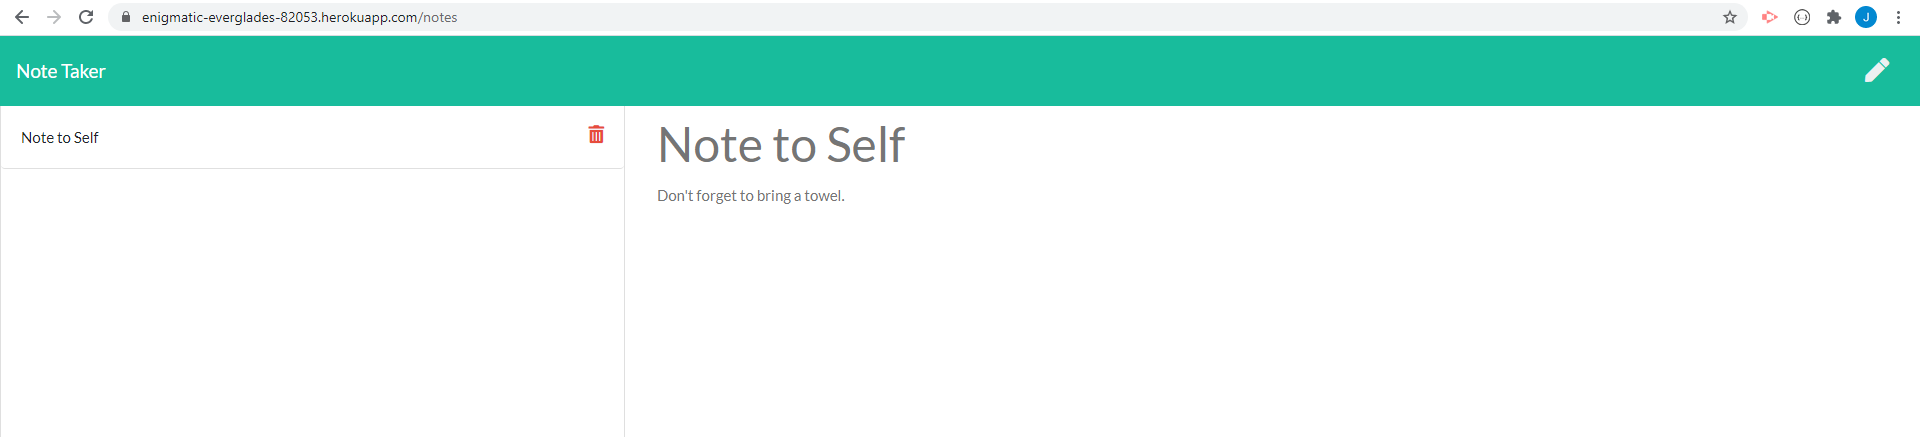 enigmatic-everglades-82053.herokuapp.com/notes
J
Note Taker
Note to Self
Note to Self
Don't forget to bring a towel.